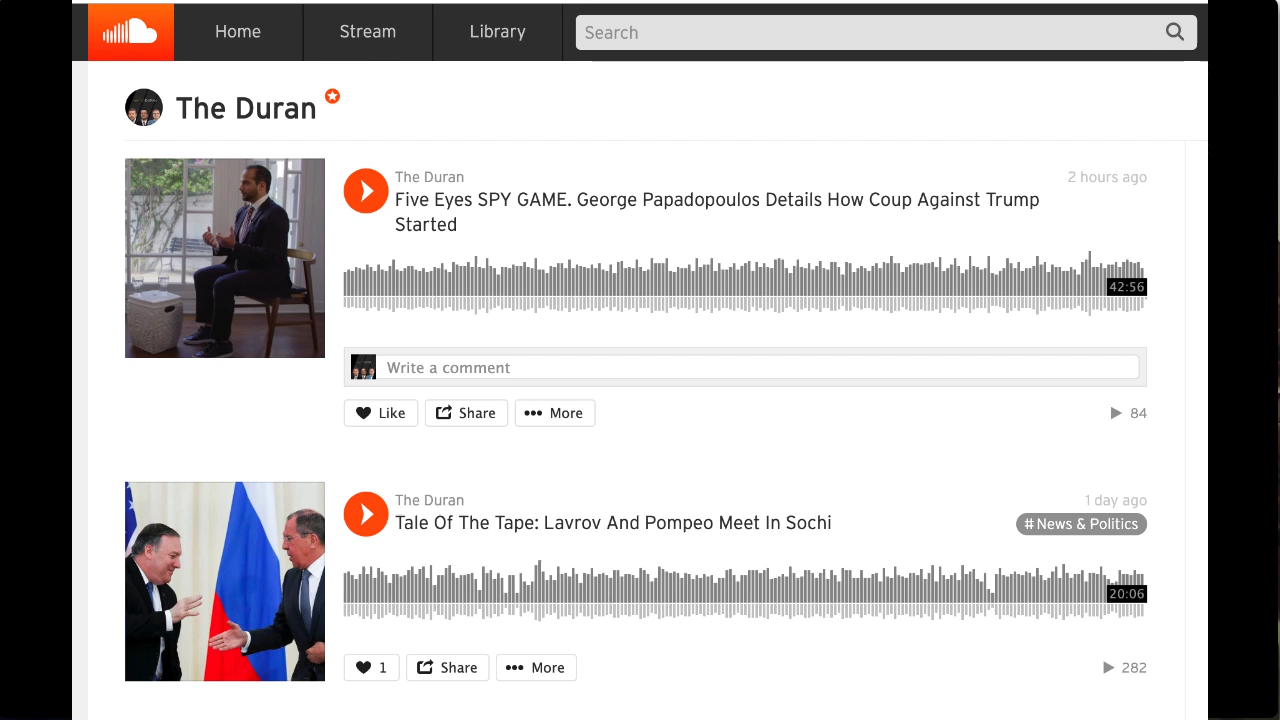 Home
Stream
Library
Search
The Duran
The Duran
2 hours ago
Five Eyes SPY GAME. George Papadopoulos Details How Coup Against Trump
Started
42:56
Write a comment
Like
Share
More
84
The Duran
1 day ago
Tale Of The Tape: Lavrov And Pompeo Meet In Sochi
# News & Politics
20:06
1
Share
More
282